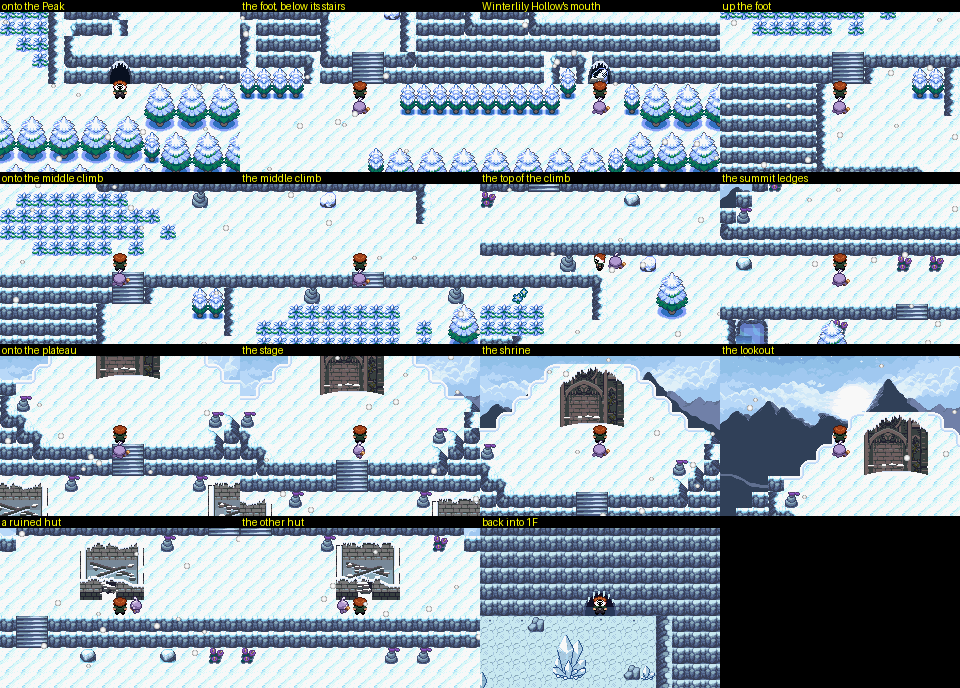 onto the Peak
the foot, below its stairs
Winterlily Hollow's mouth
up the foot
onto the middle climb
the middle climb
the top of the climb
the summit ledges
onto the plateau
the stage
the shrine
the lookout
a ruined hut
the other hut
back into 1F